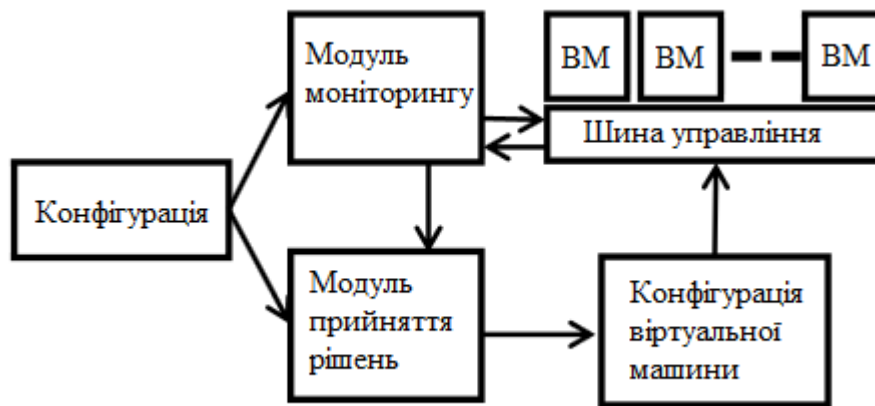 Модуль
моніторингу
ВМ ВМ ВМ
Шина управління
Конфігурація
Модуль
прийняття
рішень
Конфігурація
віртуальної
машини